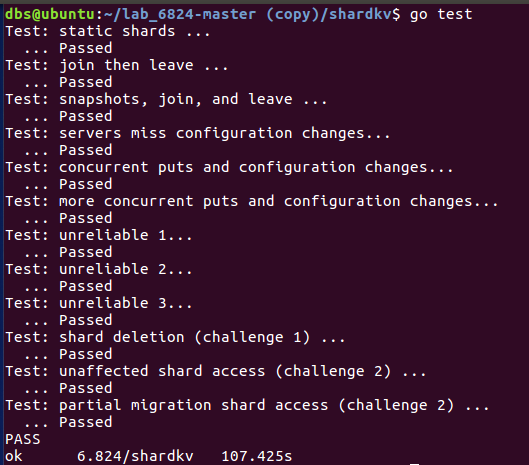 dbs@ubuntu:~/lab_6824-master (copy)/shardkv$ go test
Test: static shards ...
  ... Passed
Test: join then leave ...
  ... Passed
Test: snapshots, join, and leave ...
  ... Passed
Test: servers miss configuration changes...
  ... Passed
Test: concurrent puts and configuration changes...
  ... Passed
Test: more concurrent puts and configuration changes...
  ... Passed
Test: unreliable 1...
  ... Passed
Test: unreliable 2...
  ... Passed
Test: unreliable 3...
  ... Passed
Test: shard deletion (challenge 1) ...
  ... Passed
Test: unaffected shard access (challenge 2) ...
  ... Passed
Test: partial migration shard access (challenge 2) ...
  ... Passed
PASS
ok      6.824/shardkv   107.425s